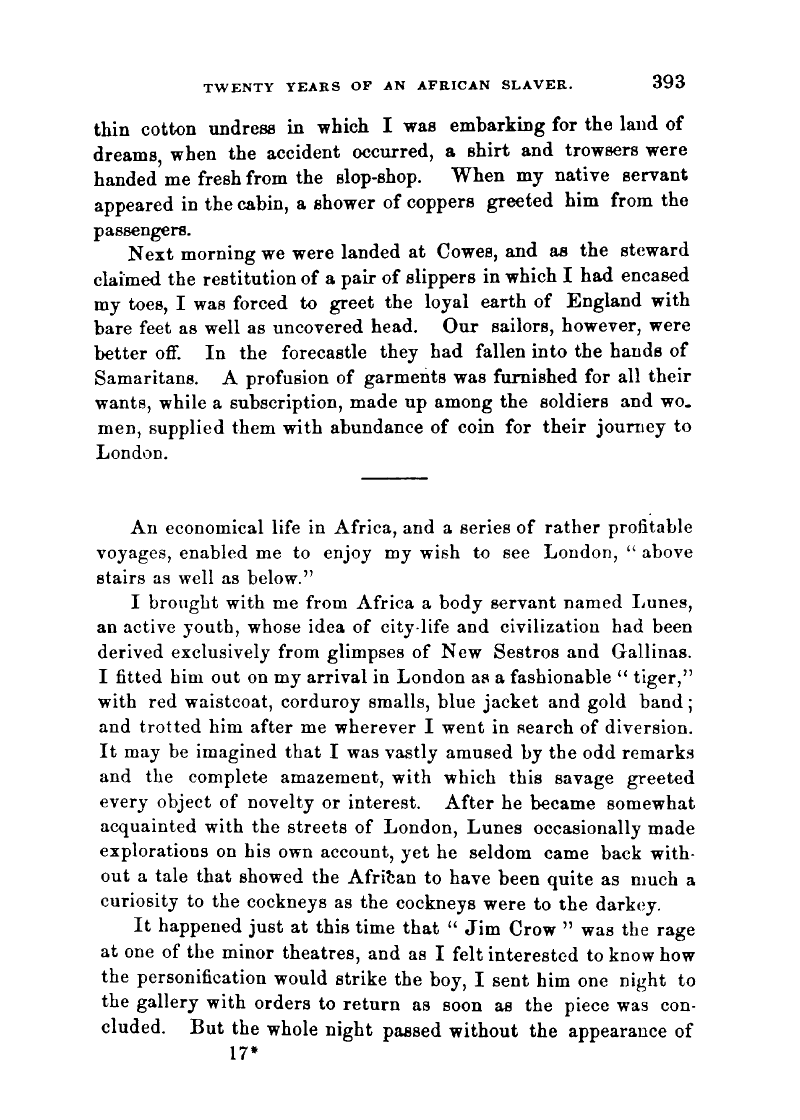 TWENTY YEARS OF AN AFRICAN SLAVER. 393
thin cotton undress in which I was embarking for the land of
dreams, when the accident occurred, a shirt and trowsers were
handed me fresh from the slop-shop. When my native servant
appeared in the cabin, a shower of coppers greeted him from the
passengers.
Next morning we were landed at Cowes, and as the steward
claimed the restitution of a pair of slippers in which I had encased
my toes, I was forced to greet the loyal earth of England with
bare feet as well as uncovered head. Our sailors, however, were
better off. In the forecastle they had fallen into the hands of
Samaritans. A profusion of garments was furnished for all their
wants, while a subscription, made up among the soldiers and wo-
men, supplied them with abundance of coin for their journey to
London.
An economical life in Africa, and a series of rather profitable
voyages, enabled me to enjoy my wish to see London, “ above
stairs as well as below.”
I brought with me from Africa a body servant named Lunes,
an active youth, whose idea of city-life and civilization had been
derived exclusively from glimpses of New Sestros and Gallinas.
I fitted him out on my arrival in London as a fashionable “ tiger,”
with red waistcoat, corduroy smalls, blue jacket and gold band ;
and trotted him after me wherever I went in search of diversion.
It may be imagined that I was vastly amused by the odd remarks
and the complete amazement, with which this savage greeted
every object of novelty or interest. After he became somewhat
acquainted with the streets of London, Lunes occasionally made
explorations on his own account, yet he seldom came back with-
out a tale that showed the African to have been quite as much a
curiosity to the cockneys as the cockneys were to the darkey.
It happened just at this time that “ Jim Crow ” was the rage
at one of the minor theatres, and as I felt interested to know how
the personification would strike the boy, I sent him one night to
the gallery with orders to return as soon as the piece was con-
cluded. But the whole night passed without the appearance of
17*